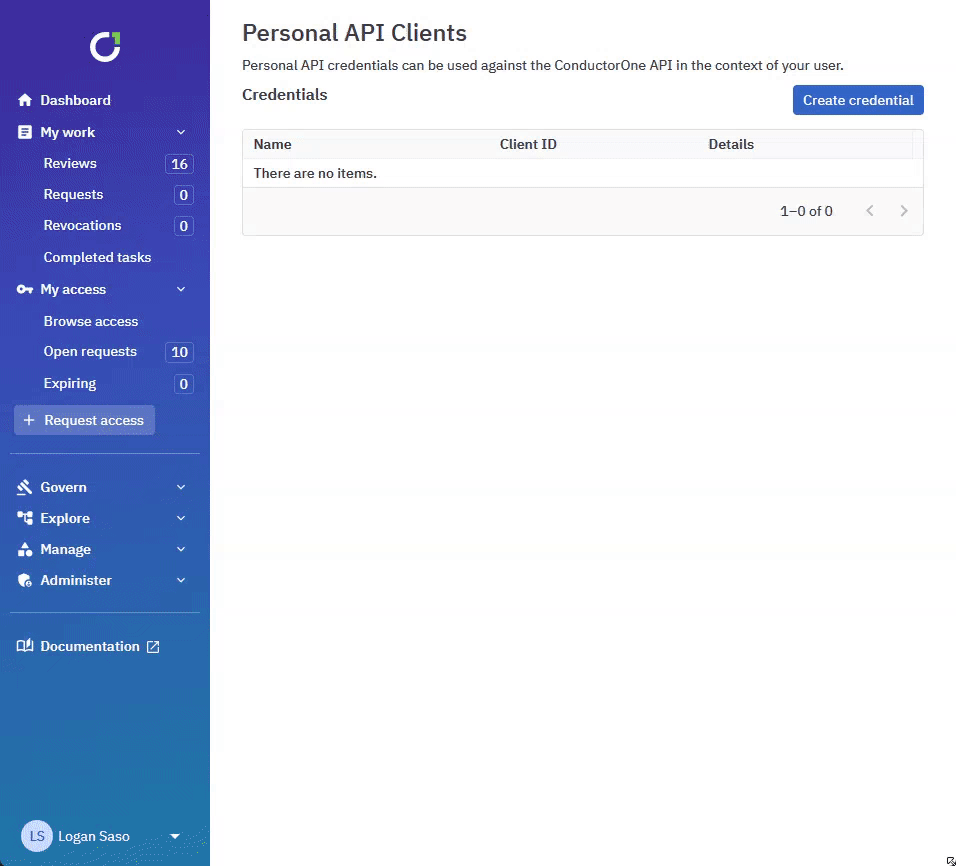 Dashboard
My work
Reviews 16
Requests 0
Revocations 0
Completed tasks
My access
Browse access
Open requests 10
Expiring 0
+ Request access
Govern
Explore
Manage
Administer
Documentation
LS Logan Saso
Personal API Clients
Personal API credentials can be used against the ConductorOne API in the context of your user.
Credentials
Create credential
Name Client ID Details
There are no items.
1–0 of 0